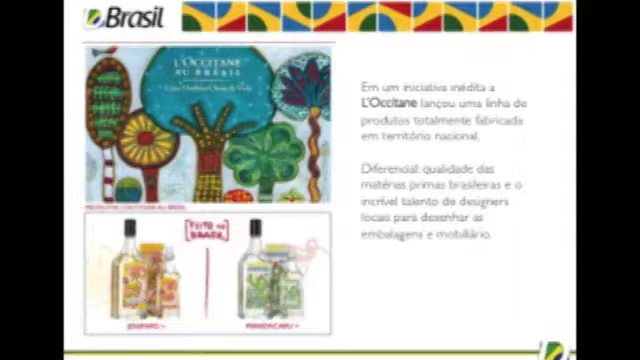 Brasil
L'OCCITANE
AU BRÉSIL
Em um iniciativa inédita a
L'Occitane lançou uma linha de
produtos totalmente fabricada
em território nacional.
Diferencial: qualidade das
matérias primas brasileiras e o
incrível talento de designers
locais para desenhar as
embalagens e mobiliário.
FEITO no
BRASIL
JENIPAPO >
MANDACARU >